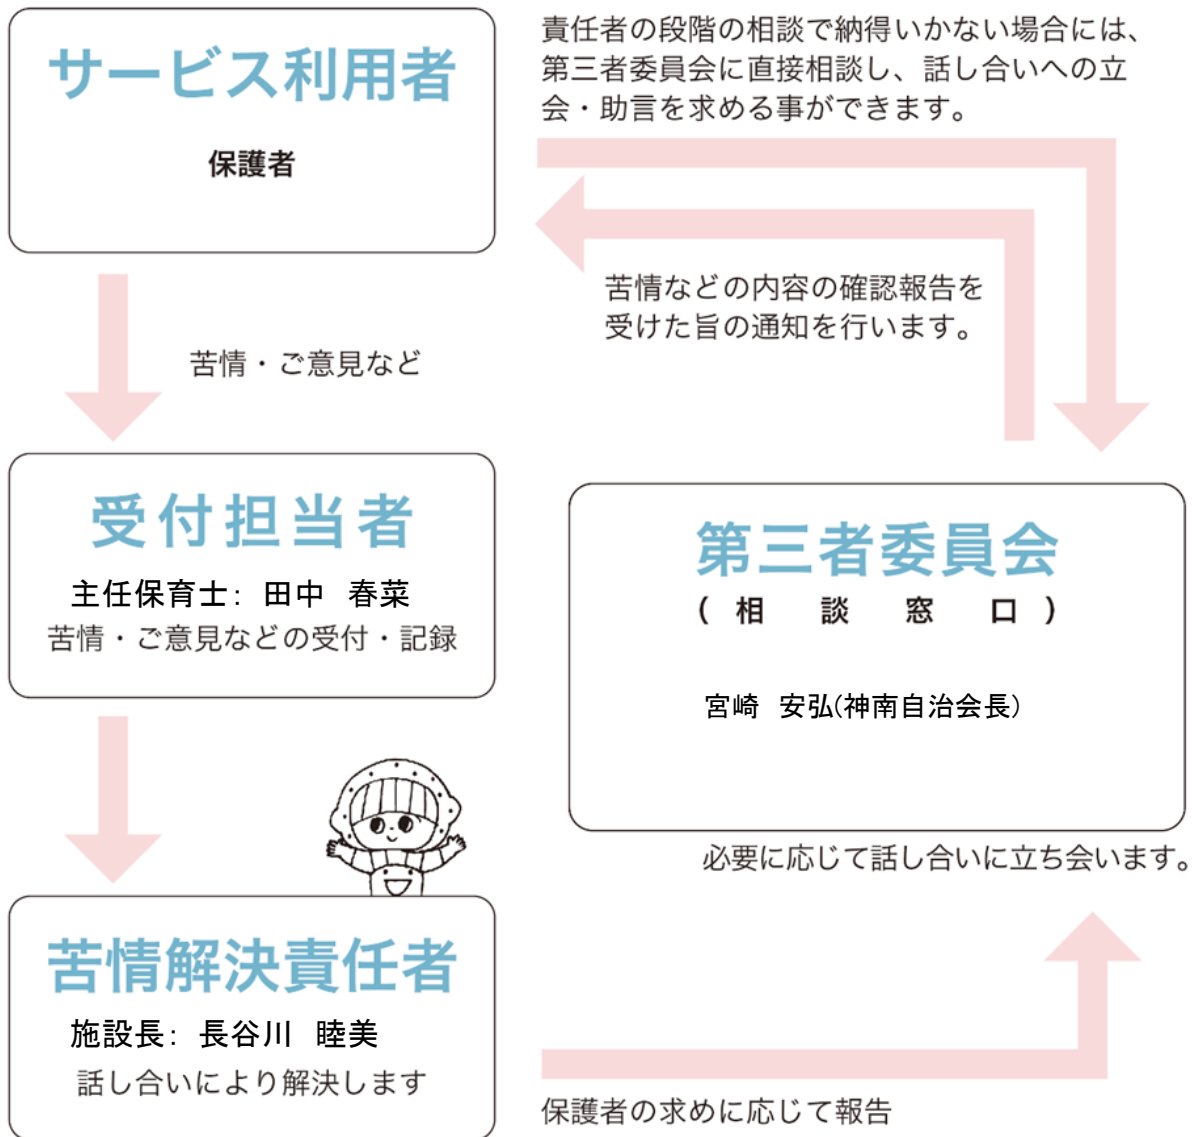 サービス利用者
保護者
責任者の段階の相談で納得いかない場合には、
第三者委員会に直接相談し、話し合いへの立
会・助言を求める事ができます。
苦情などの内容の確認報告を
受けた旨の通知を行います。
苦情・ご意見など
受付担当者
主任保育士: 田中 春菜
苦情・ご意見などの受付・記録
第三者委員会
(相談窓口)
宮崎 安弘(神南自治会長)
必要に応じて話し合いに立ち会います。
苦情解決責任者
施設長: 長谷川 睦美
話し合いにより解決します
保護者の求めに応じて報告